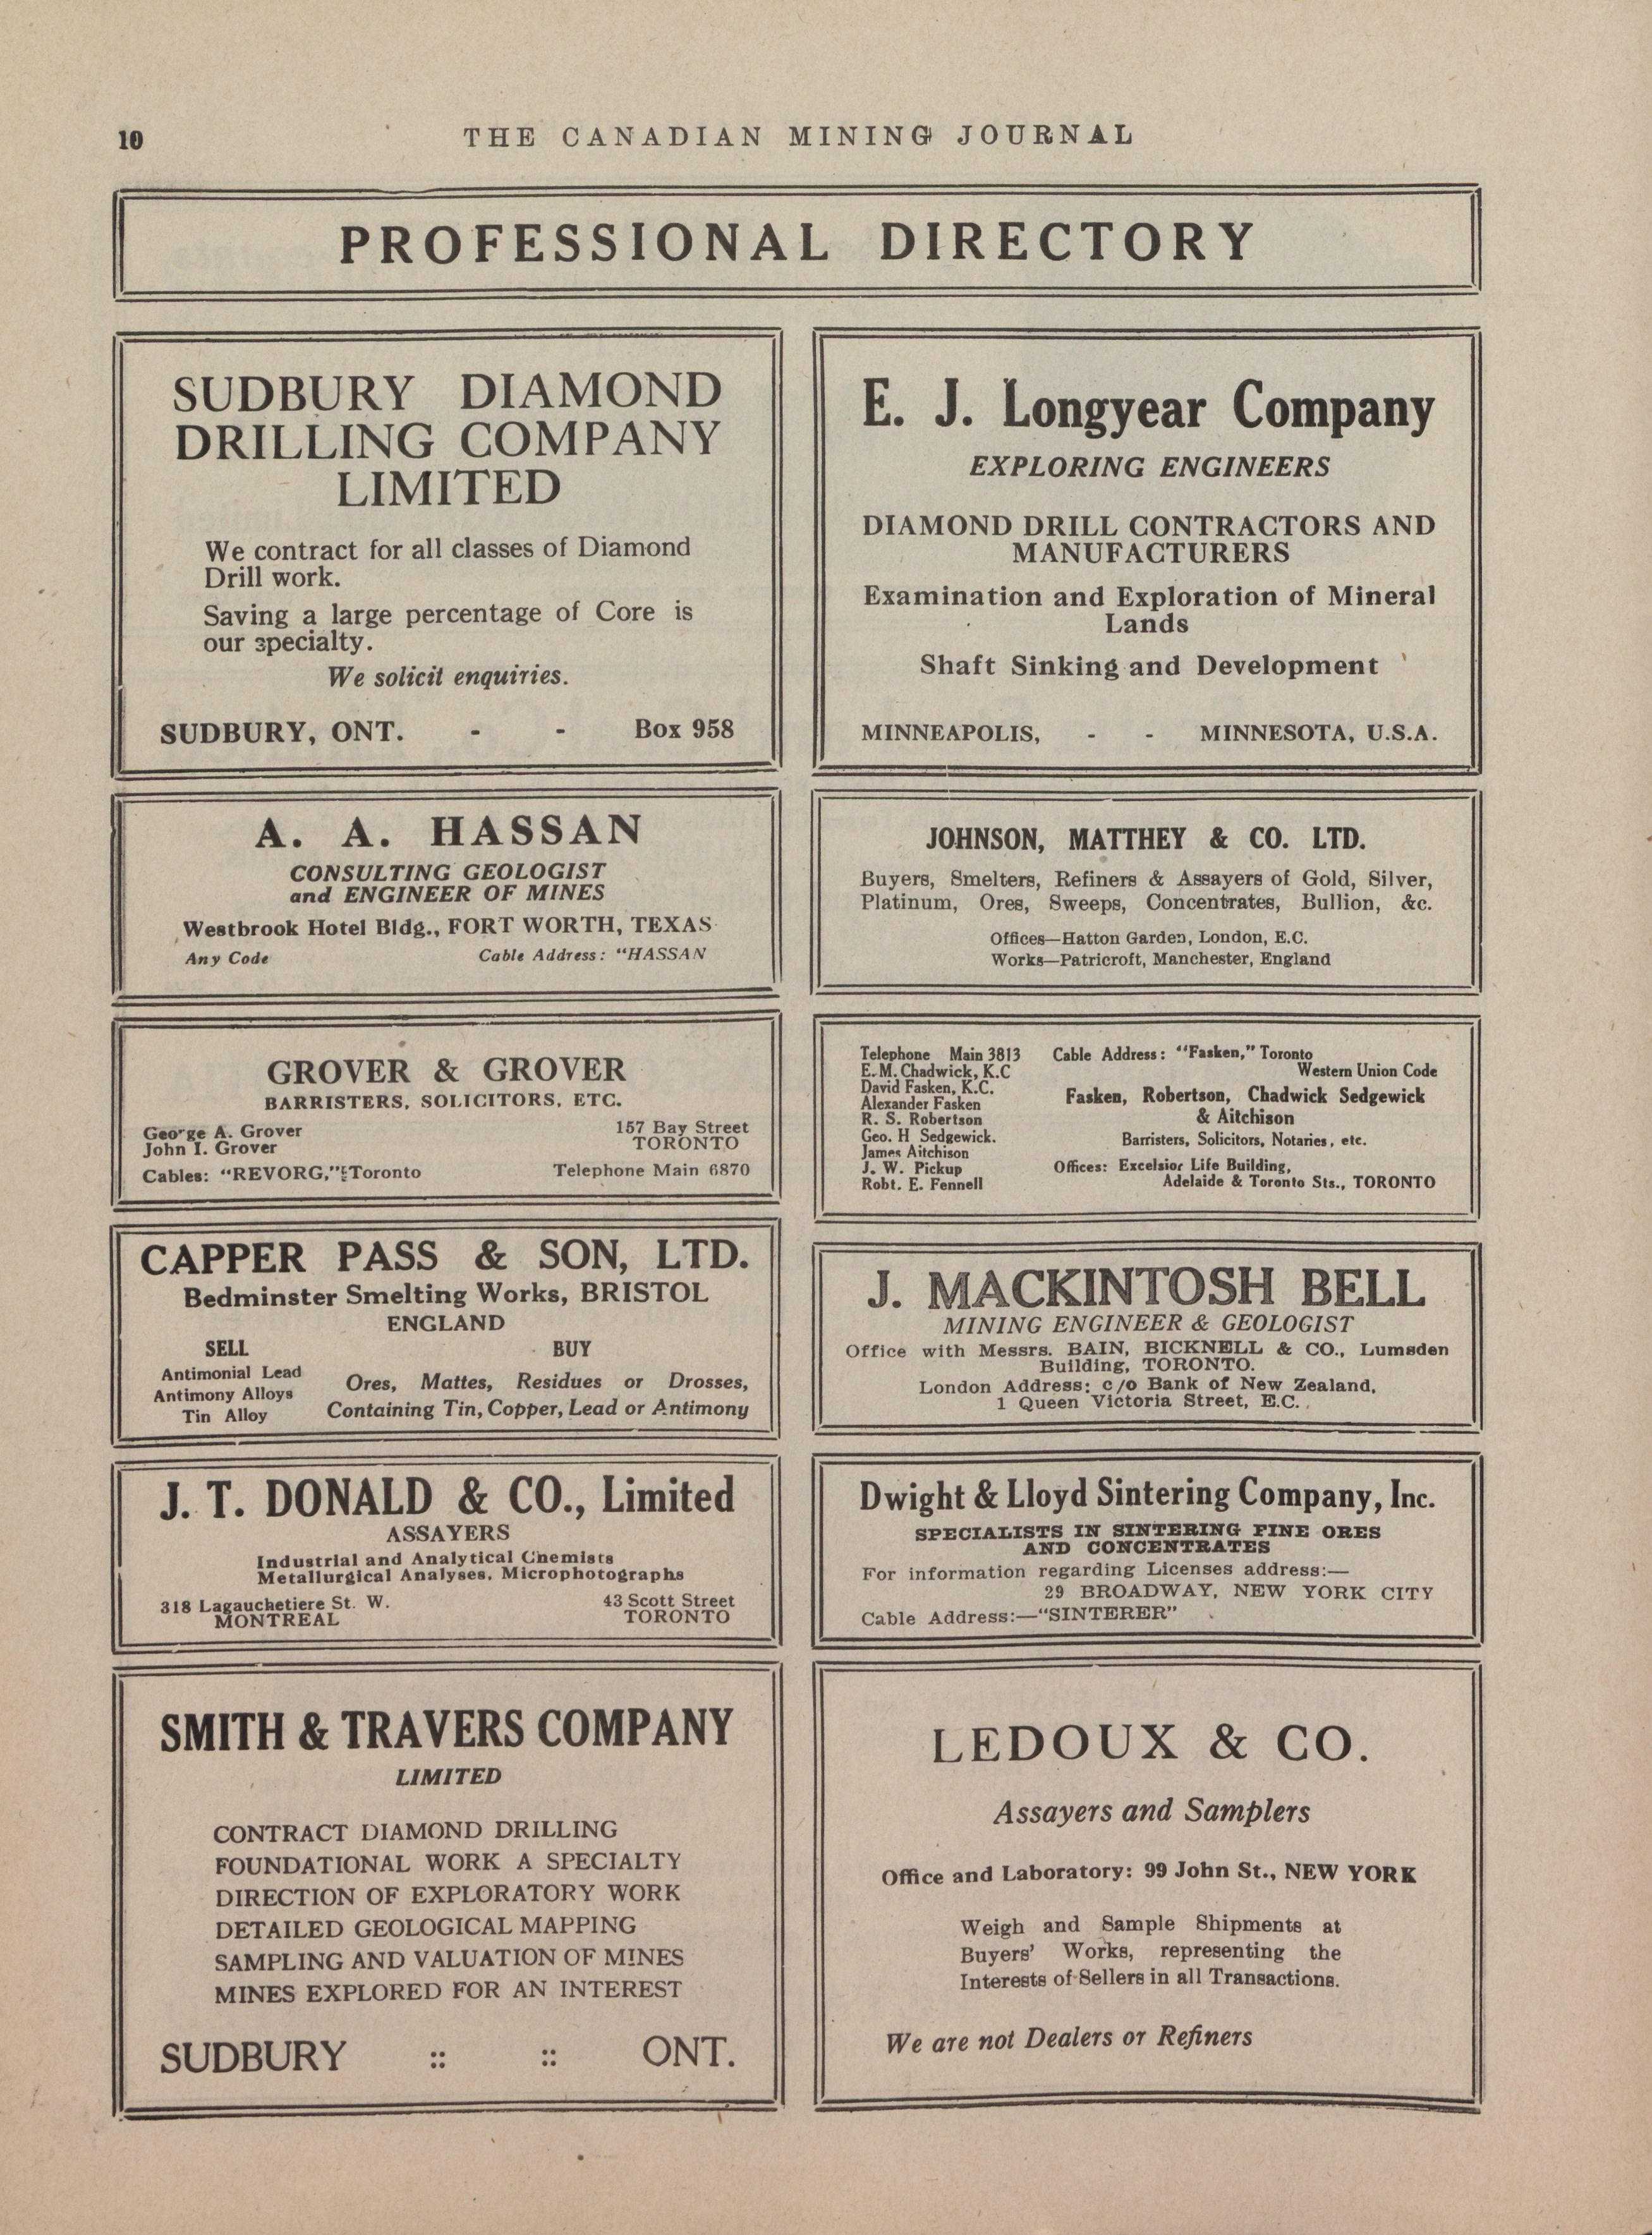 10
THE CANADIAN MINING JOURNAL
PROFESSIONAL DIRECTORY
SUDBURY DIAMOND
DRILLING COMPANY
LIMITED
We contract for all classes of Diamond
Drill work.
Saving a large percentage of Core is
our specialty.
We solicit enquiries.
SUDBURY, ONT. - - Box 958
E. J. Longyear Company
EXPLORING ENGINEERS
DIAMOND DRILL CONTRACTORS AND
MANUFACTURERS
Examination and Exploration of Mineral
Lands
Shaft Sinking and Development
MINNEAPOLIS, - - MINNESOTA, U.S.A.
A. A. HASSAN
CONSULTING GEOLOGIST
and ENGINEER OF MINES
Westbrook Hotel Bldg., FORT WORTH, TEXAS
Any Code Cable Address: "HASSAN
JOHNSON, MATTHEY & CO. LTD.
Buyers, Smelters, Refiners & Assayers of Gold, Silver,
Platinum, Ores, Sweeps, Concentrates, Bullion, &c.
Offices—Hatton Garden, London, E.C.
Works—Patricroft, Manchester, England
GROVER & GROVER
BARRISTERS, SOLICITORS, ETC.
George A. Grover 157 Bay Street
John I. Grover TORONTO
Cables: "REVORG," Toronto Telephone Main 6870
Telephone Main 3813
E. M. Chadwick, K.C
David Fasken, K.C.
Alexander Fasken
R. S. Robertson
Geo. H Sedgewick.
James Aitchison
J. W. Pickup
Robt. E. Fennell
Cable Address: "Fasken," Toronto
Western Union Code
Fasken, Robertson, Chadwick Sedgewick
& Aitchison
Barristers, Solicitors, Notaries, etc.
Offices: Excelsior Life Building,
Adelaide & Toronto Sts., TORONTO
CAPPER PASS & SON, LTD.
Bedminster Smelting Works, BRISTOL
ENGLAND
SELL
Antimonial Lead
Antimony Alloys
Tin Alloy
BUY
Ores, Mattes, Residues or Drosses,
Containing Tin, Copper, Lead or Antimony
J. MACKINTOSH BELL
MINING ENGINEER & GEOLOGIST
Office with Messrs. BAIN, BICKNELL & CO., Lumsden
Building, TORONTO.
London Address: c/o Bank of New Zealand,
1 Queen Victoria Street, E.C.
J. T. DONALD & CO., Limited
ASSAYERS
Industrial and Analytical Chemists
Metallurgical Analyses. Microphotographs
318 Lagauchetiere St. W. 43 Scott Street
MONTREAL TORONTO
Dwight & Lloyd Sintering Company, Inc.
SPECIALISTS IN SINTERING FINE ORES
AND CONCENTRATES
For information regarding Licenses address:—
29 BROADWAY, NEW YORK CITY
Cable Address:—"SINTERER"
SMITH & TRAVERS COMPANY
LIMITED
CONTRACT DIAMOND DRILLING
FOUNDATIONAL WORK A SPECIALTY
DIRECTION OF EXPLORATORY WORK
DETAILED GEOLOGICAL MAPPING
SAMPLING AND VALUATION OF MINES
MINES EXPLORED FOR AN INTEREST
SUDBURY :: :: ONT.
LEDOUX & CO.
Assayers and Samplers
Office and Laboratory: 99 John St., NEW YORK
Weigh and Sample Shipments at
Buyers' Works, representing the
Interests of Sellers in all Transactions.
We are not Dealers or Refiners